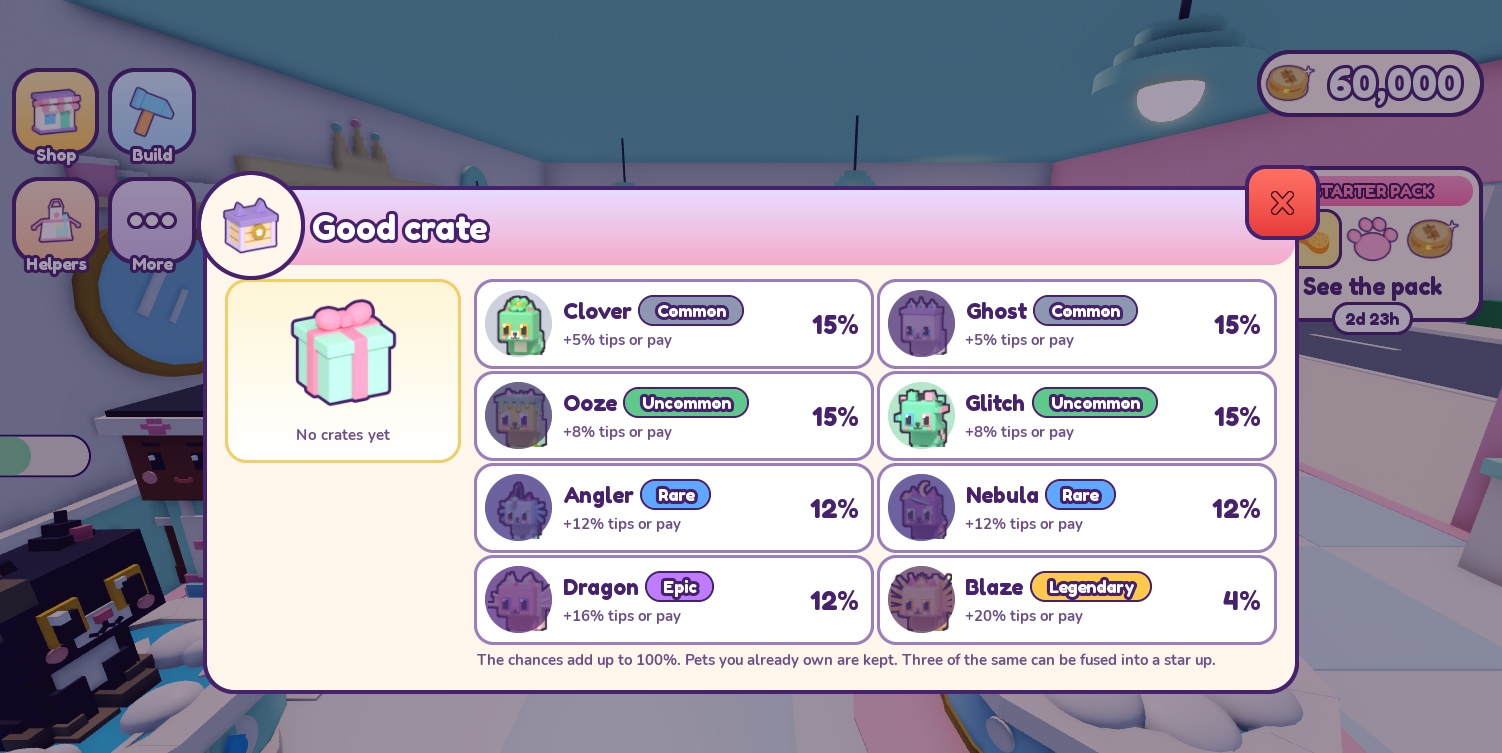 Shop
Build
Helpers
More
60,000
STARTER PACK
See the pack
2d 23h
Good crate
No crates yet
Clover Common
+5% tips or pay
15%
Ghost Common
+5% tips or pay
15%
Ooze Uncommon
+8% tips or pay
15%
Glitch Uncommon
+8% tips or pay
15%
Angler Rare
+12% tips or pay
12%
Nebula Rare
+12% tips or pay
12%
Dragon Epic
+16% tips or pay
12%
Blaze Legendary
+20% tips or pay
4%
The chances add up to 100%. Pets you already own are kept. Three of the same can be fused into a star up.